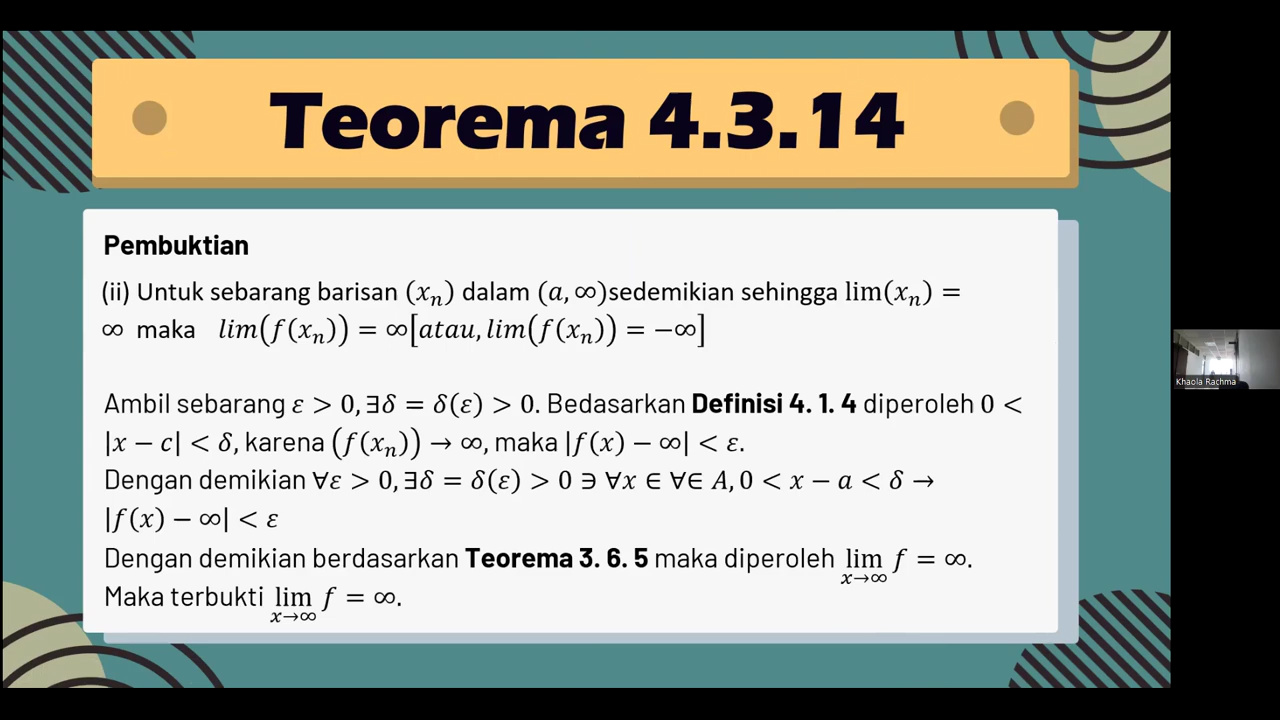 Teorema 4.3.14
Pembuktian
(ii) Untuk sebarang barisan (xₙ) dalam (a, ∞)sedemikian sehingga lim(xₙ) =
∞ maka lim(f(xₙ)) = ∞[atau, lim(f(xₙ)) = −∞]
Ambil sebarang ε > 0, ∃δ = δ(ε) > 0. Bedasarkan Definisi 4. 1. 4 diperoleh 0 <
|x − c| < δ, karena (f(xₙ)) → ∞, maka |f(x) − ∞| < ε.
Dengan demikian ∀ε > 0, ∃δ = δ(ε) > 0 ∋ ∀x ∈ ∀∈ A, 0 < x − a < δ →
|f(x) − ∞| < ε
Dengan demikian berdasarkan Teorema 3. 6. 5 maka diperoleh lim f = ∞.
x→∞
Maka terbukti lim f = ∞.
x→∞
Khaola Rachma